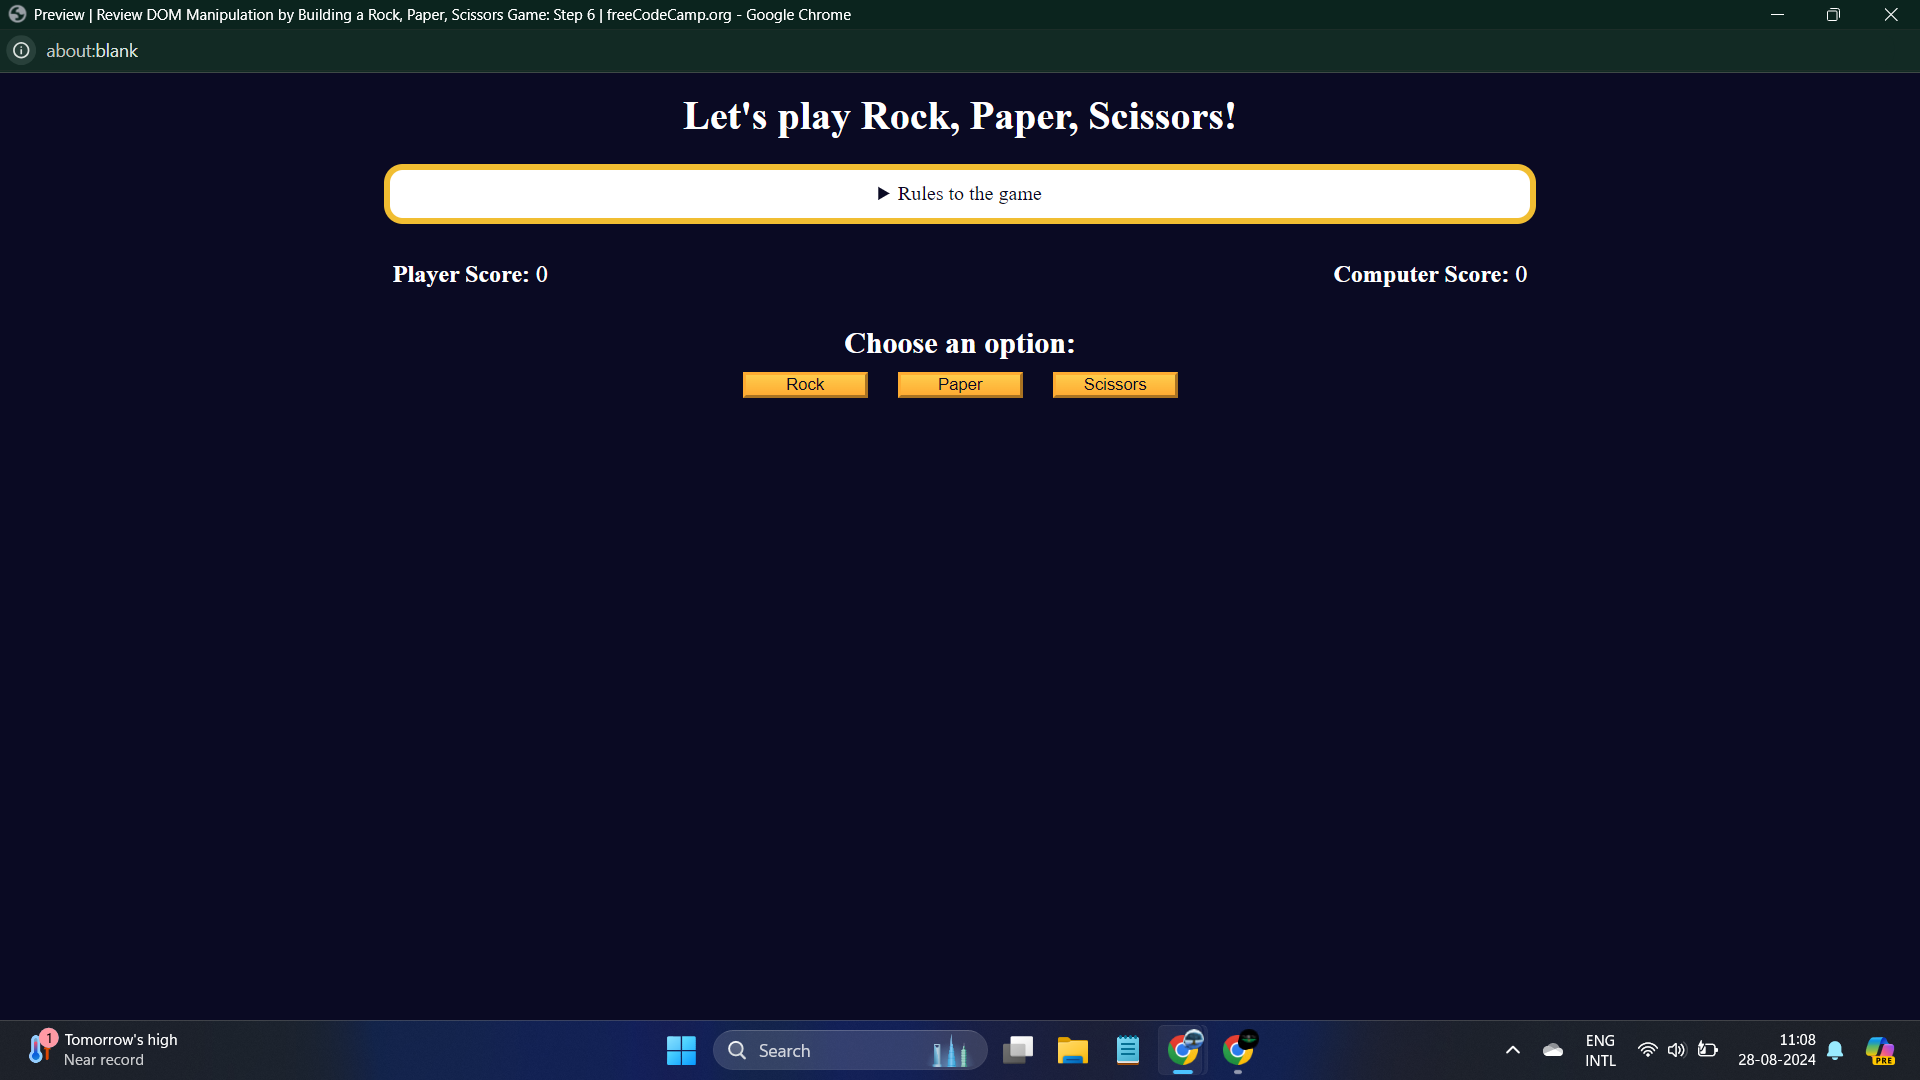 Preview | Review DOM Manipulation by Building a Rock, Paper, Scissors Game: Step 6 | freeCodeCamp.org - Google Chrome
about:blank
Let's play Rock, Paper, Scissors!
Rules to the game
Player Score: 0
Computer Score: 0
Choose an option:
Rock
Paper
Scissors
1
Tomorrow's high
Near record
Search
ENG
INTL
11:08
28-08-2024
PRE